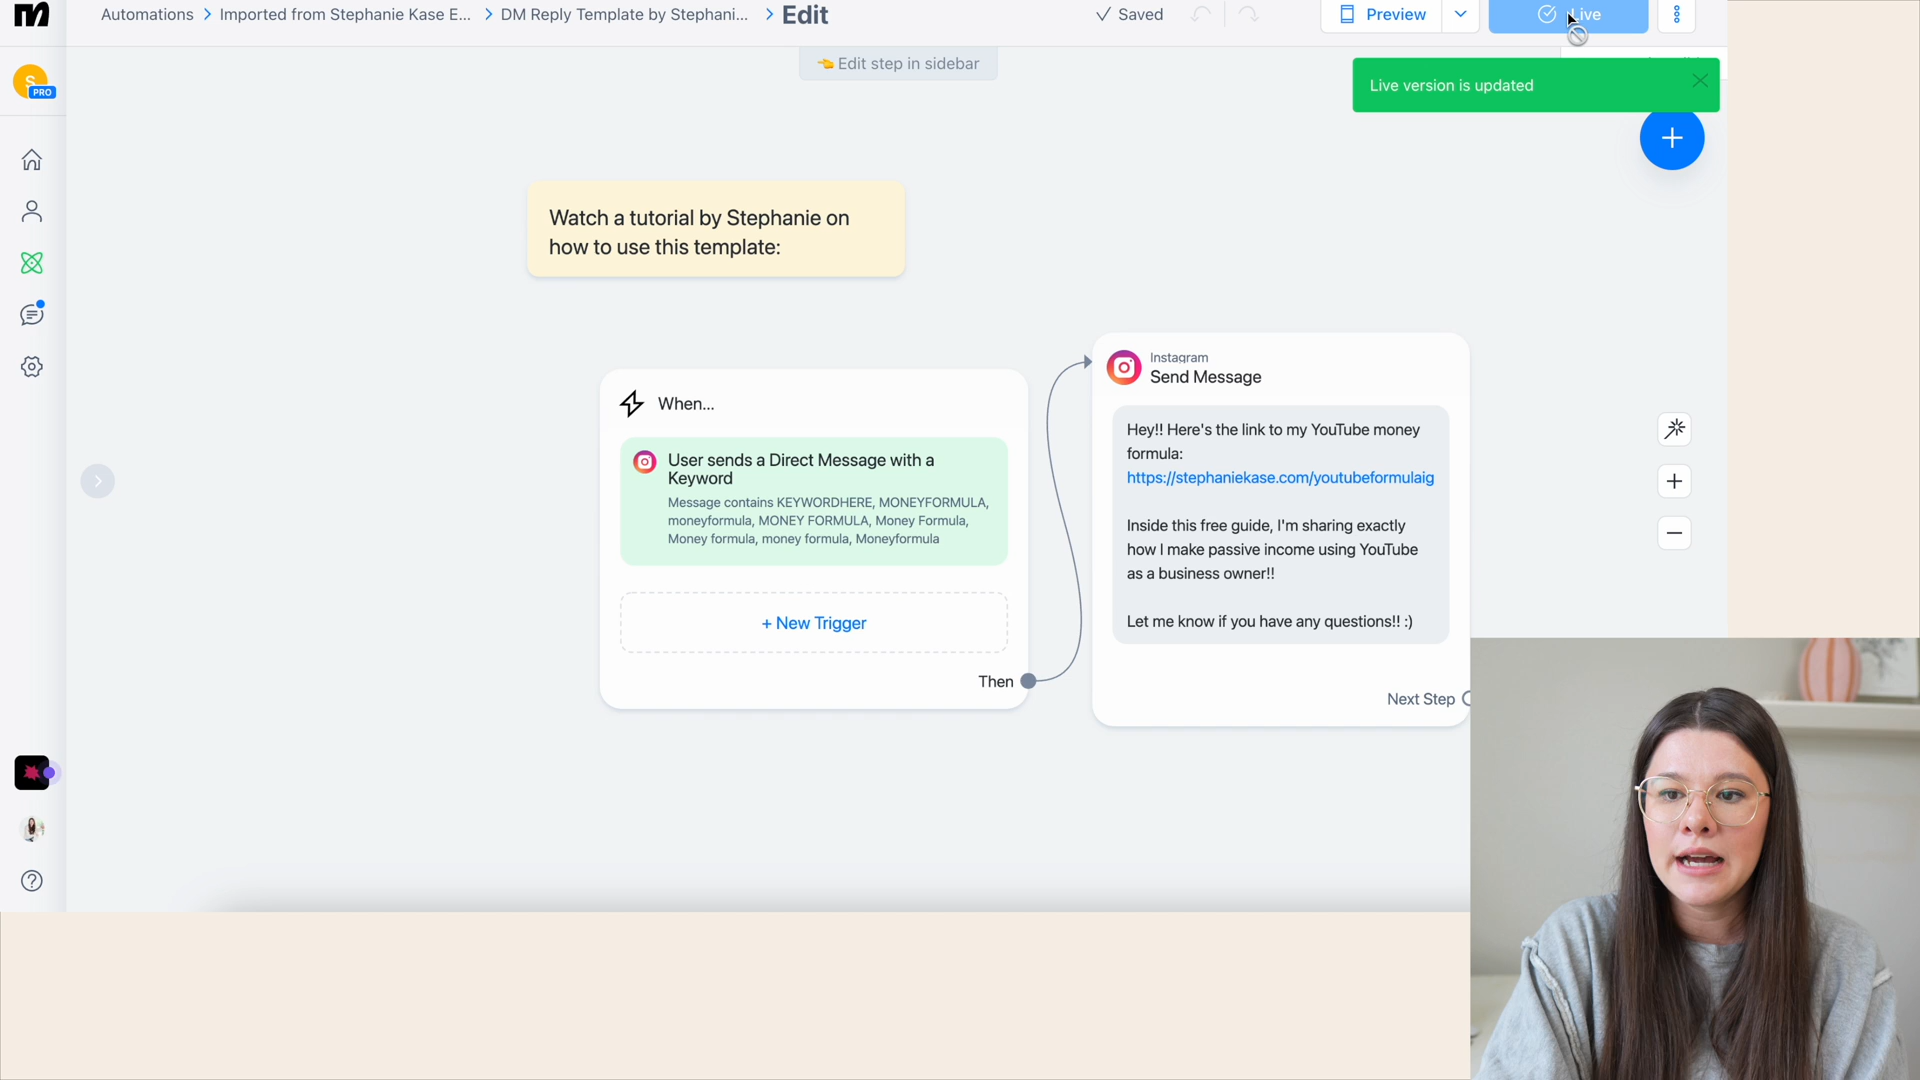 Automations > Imported from Stephanie Kase E... > DM Reply Template by Stephani... > Edit
Saved
Preview
Live
S
PRO
👈 Edit step in sidebar
Live version is updated
Watch a tutorial by Stephanie on
how to use this template:
When...
User sends a Direct Message with a
Keyword
Message contains KEYWORDHERE, MONEYFORMULA,
moneyformula, MONEY FORMULA, Money Formula,
Money formula, money formula, Moneyformula
+ New Trigger
Then
Instagram
Send Message
Hey!! Here's the link to my YouTube money
formula:
https://stephaniekase.com/youtubeformulaig
Inside this free guide, I'm sharing exactly
how I make passive income using YouTube
as a business owner!!
Let me know if you have any questions!! :)
Next Step